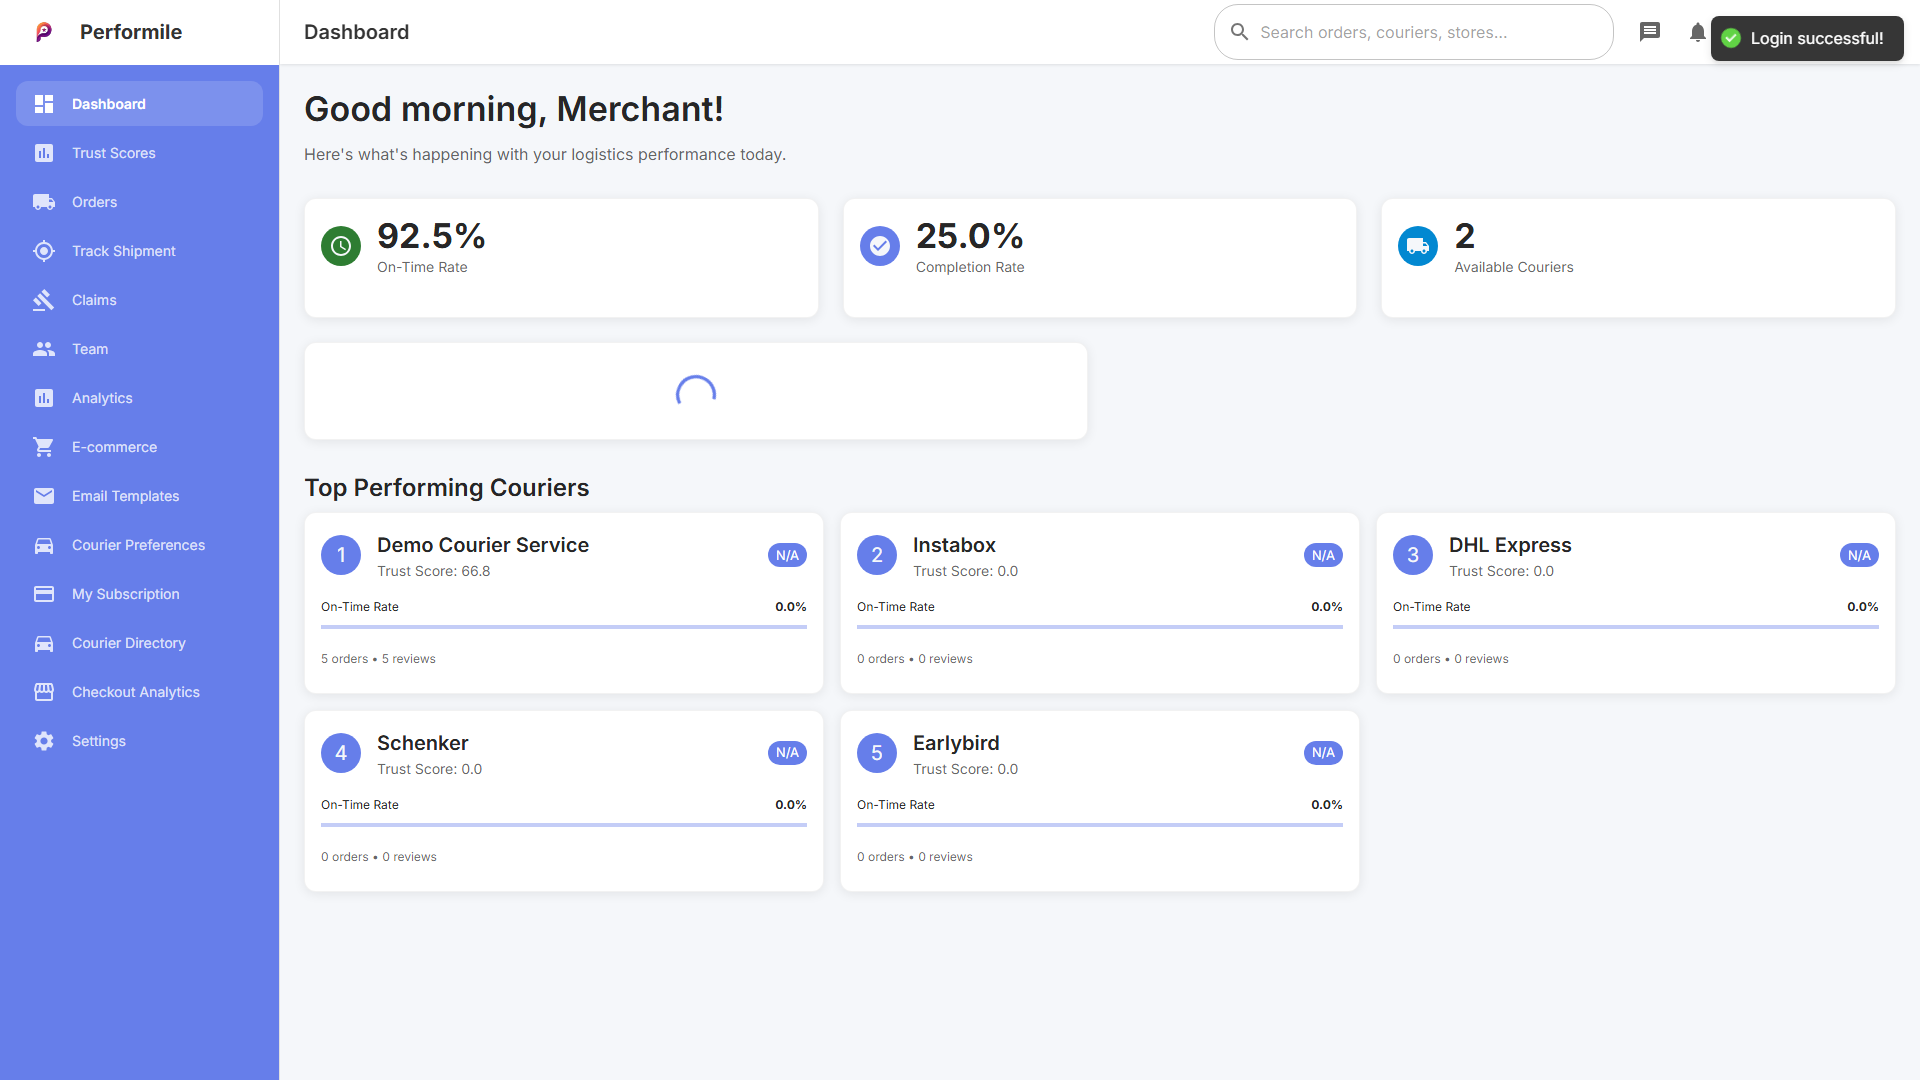 Performile
Dashboard
Search orders, couriers, stores...
Login successful!
Dashboard
Trust Scores
Orders
Track Shipment
Claims
Team
Analytics
E-commerce
Email Templates
Courier Preferences
My Subscription
Courier Directory
Checkout Analytics
Settings
Good morning, Merchant!
Here's what's happening with your logistics performance today.
92.5%
On-Time Rate
25.0%
Completion Rate
2
Available Couriers
Top Performing Couriers
1
Demo Courier Service
Trust Score: 66.8
N/A
On-Time Rate 0.0%
5 orders • 5 reviews
2
Instabox
Trust Score: 0.0
N/A
On-Time Rate 0.0%
0 orders • 0 reviews
3
DHL Express
Trust Score: 0.0
N/A
On-Time Rate 0.0%
0 orders • 0 reviews
4
Schenker
Trust Score: 0.0
N/A
On-Time Rate 0.0%
0 orders • 0 reviews
5
Earlybird
Trust Score: 0.0
N/A
On-Time Rate 0.0%
0 orders • 0 reviews